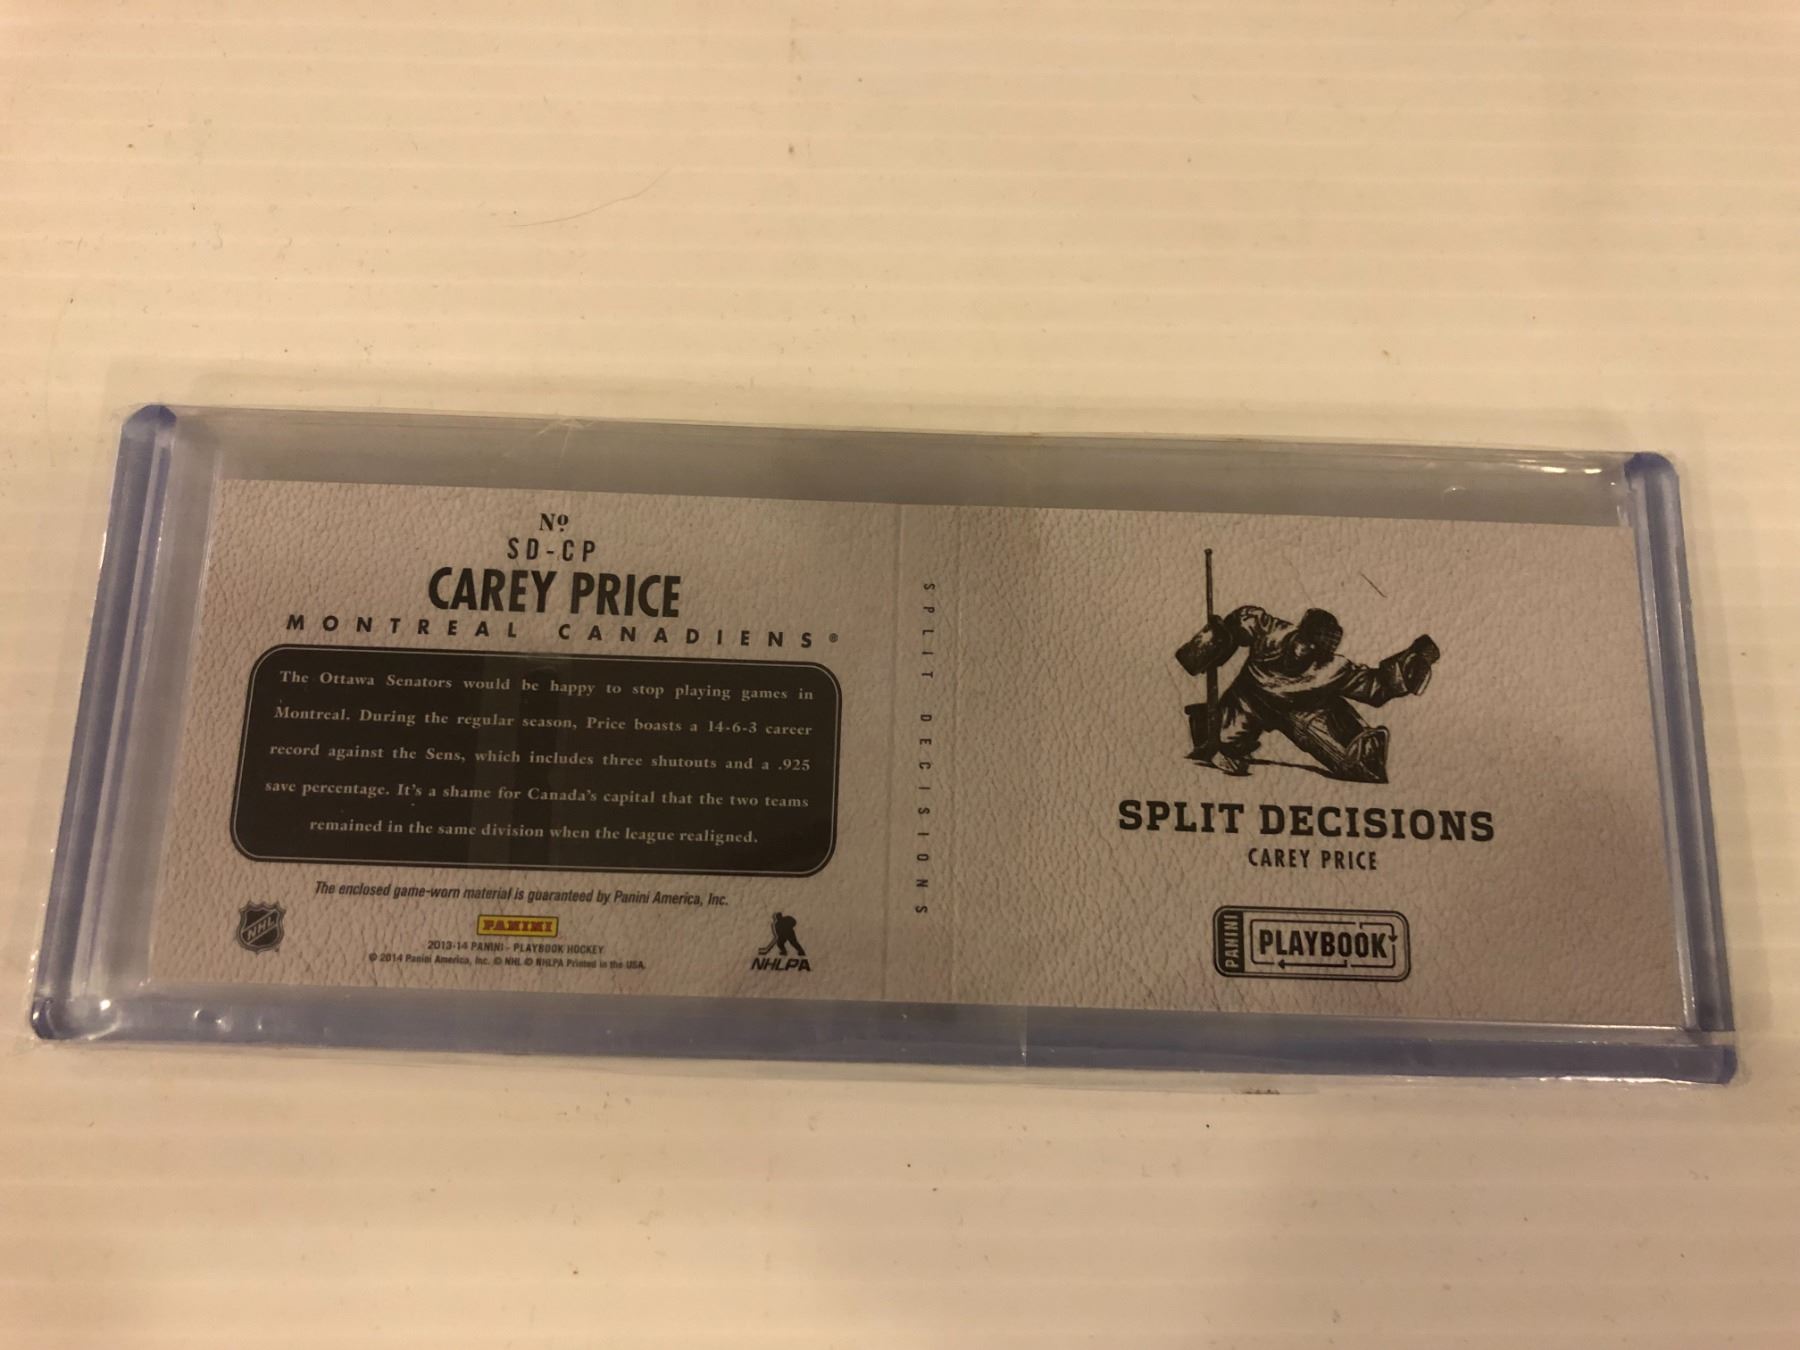 Nº
SD-CP
CAREY PRICE
MONTREAL CANADIENS®
The Ottawa Senators would be happy to stop playing games in
Montreal. During the regular season, Price boasts a 14-6-3 career
record against the Sens, which includes three shutouts and a .925
save percentage. It's a shame for Canada's capital that the two teams
remained in the same division when the league realigned.
The enclosed game-worn material is guaranteed by Panini America, Inc.
NHL
PANINI
2013-14 PANINI - PLAYBOOK HOCKEY
© 2014 Panini America, Inc. © NHL © NHLPA Printed in the USA
NHLPA
SPLIT DECISIONS
SPLIT DECISIONS
CAREY PRICE
PANINI
PLAYBOOK